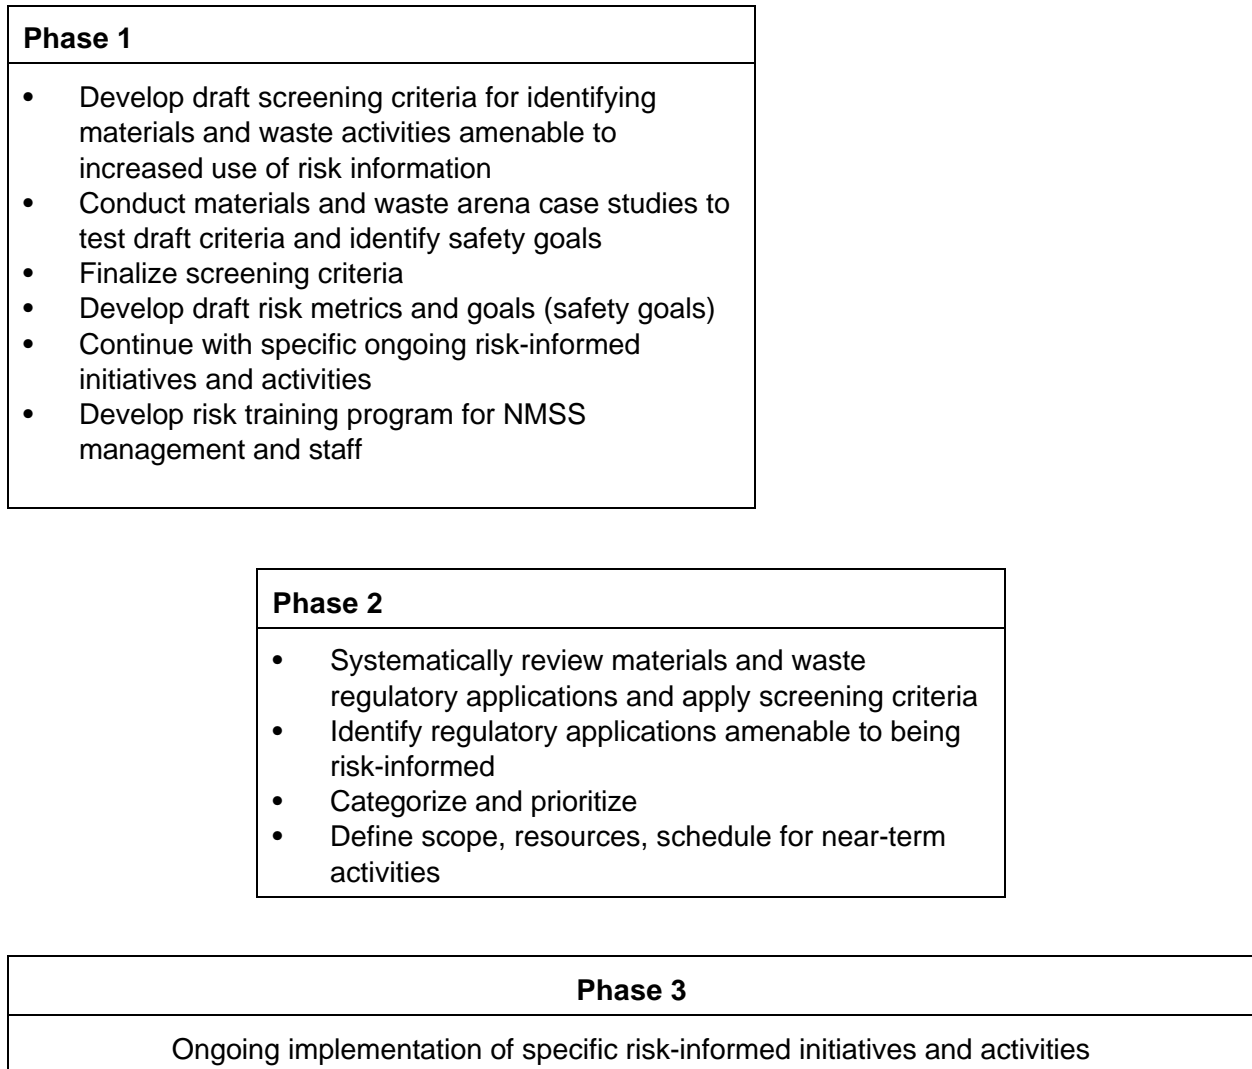 Phase 1
• Develop draft screening criteria for identifying
materials and waste activities amenable to
increased use of risk information
• Conduct materials and waste arena case studies to
test draft criteria and identify safety goals
• Finalize screening criteria
• Develop draft risk metrics and goals (safety goals)
• Continue with specific ongoing risk-informed
initiatives and activities
• Develop risk training program for NMSS
management and staff
Phase 2
• Systematically review materials and waste
regulatory applications and apply screening criteria
• Identify regulatory applications amenable to being
risk-informed
• Categorize and prioritize
• Define scope, resources, schedule for near-term
activities
Phase 3
Ongoing implementation of specific risk-informed initiatives and activities